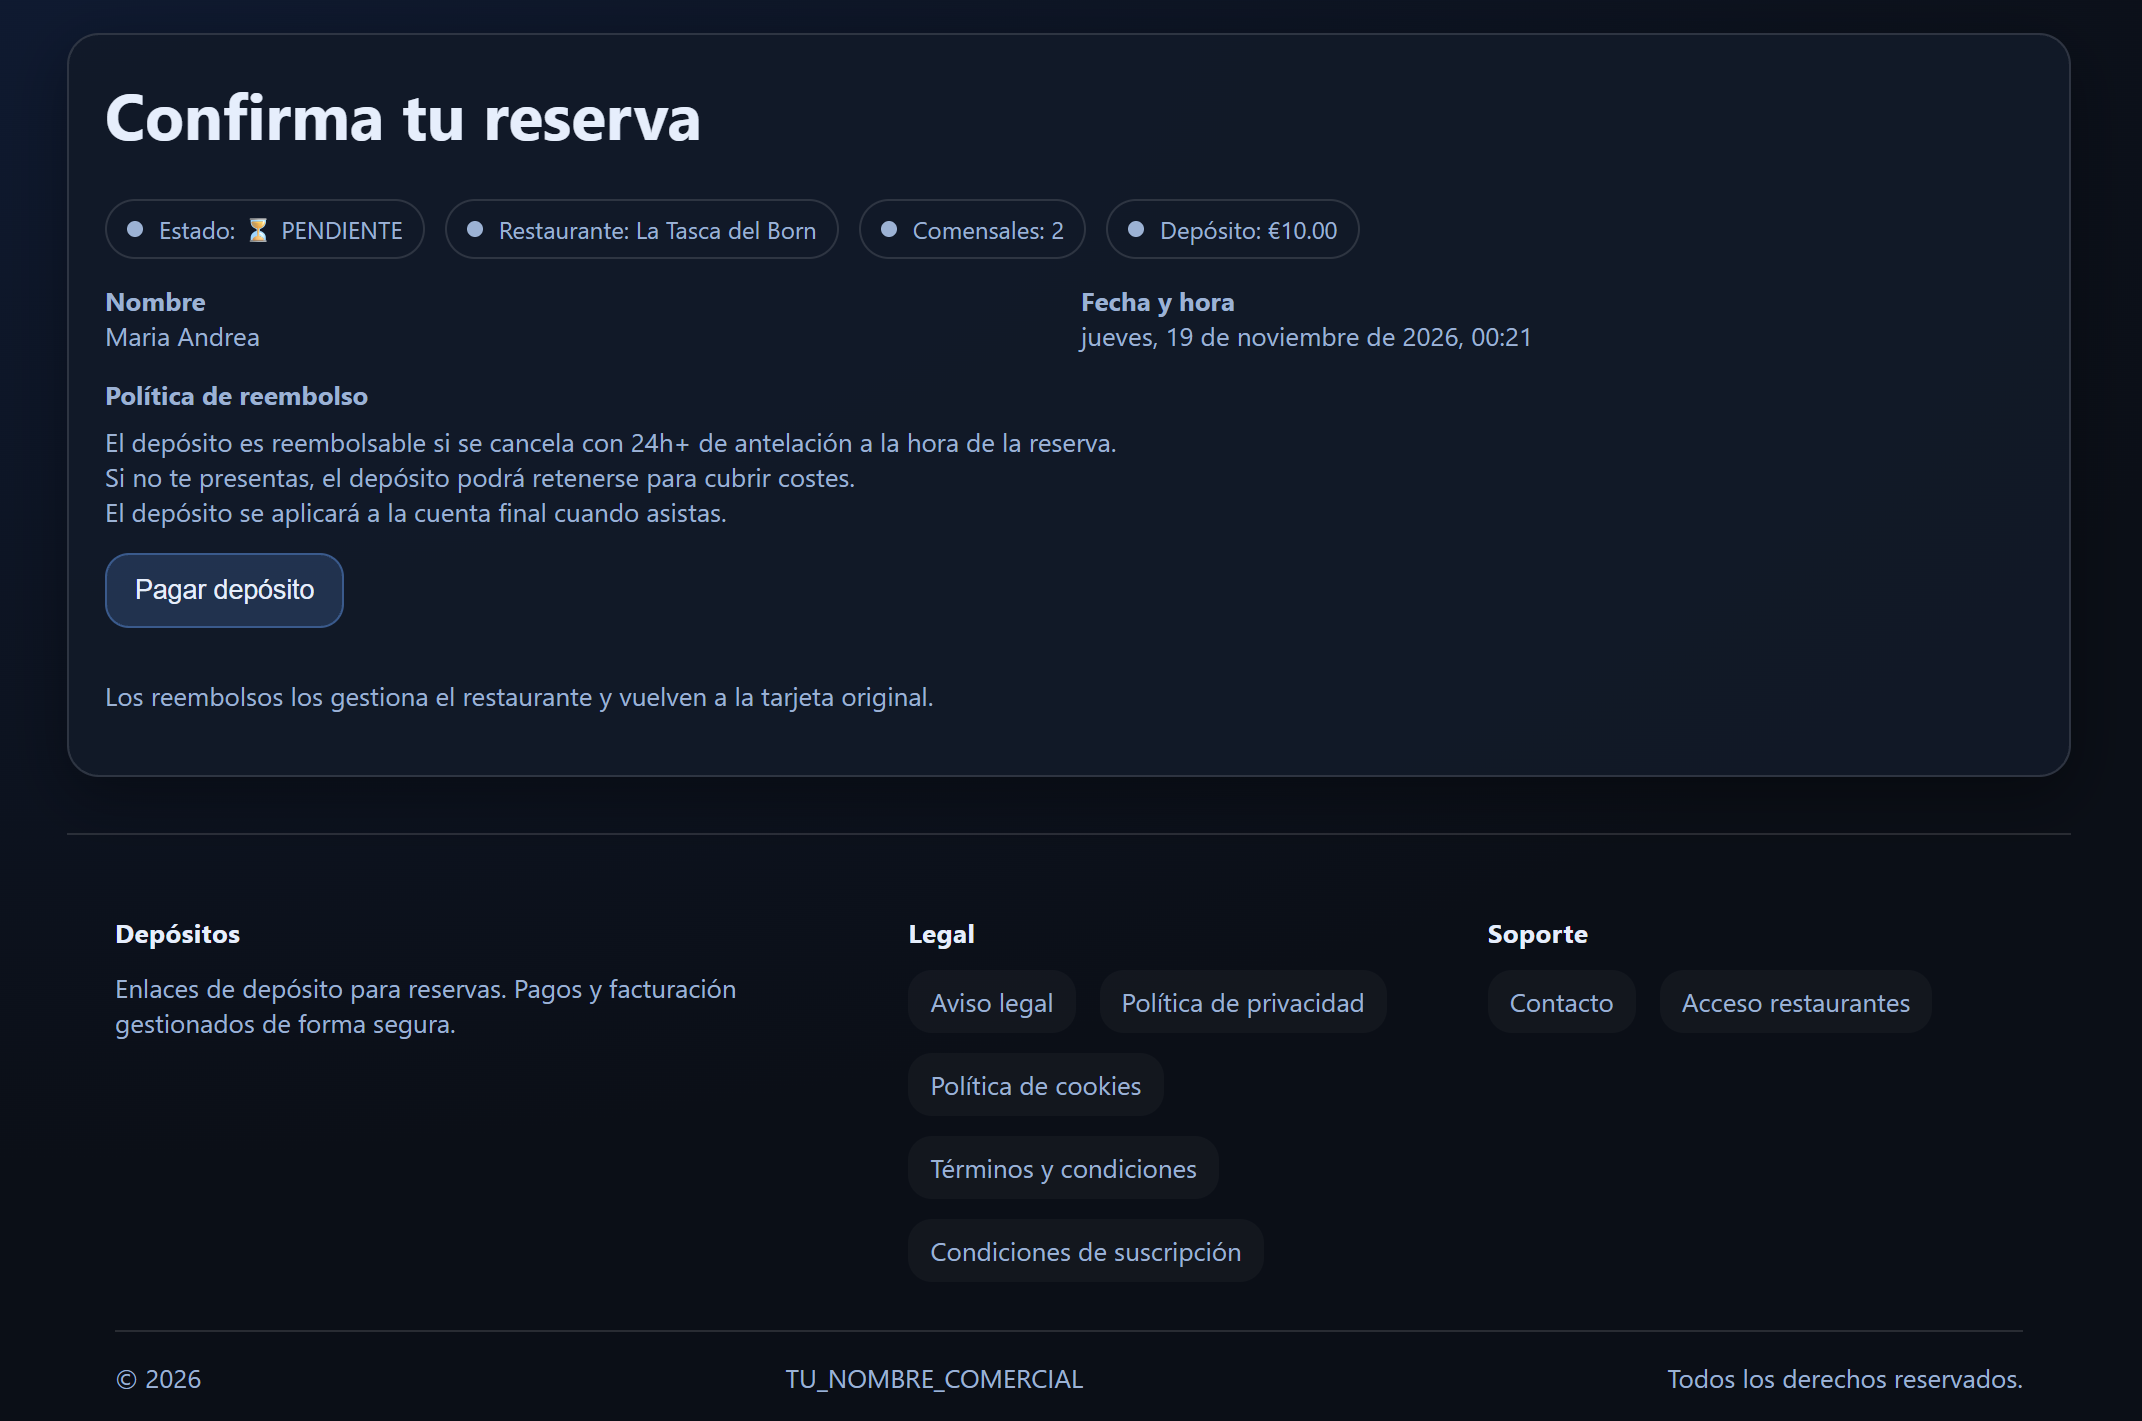 Confirma tu reserva
Estado: ⏳ PENDIENTE
Restaurante: La Tasca del Born
Comensales: 2
Depósito: €10.00
Nombre
Maria Andrea
Fecha y hora
jueves, 19 de noviembre de 2026, 00:21
Política de reembolso
El depósito es reembolsable si se cancela con 24h+ de antelación a la hora de la reserva.
Si no te presentas, el depósito podrá retenerse para cubrir costes.
El depósito se aplicará a la cuenta final cuando asistas.
Pagar depósito
Los reembolsos los gestiona el restaurante y vuelven a la tarjeta original.
Depósitos
Enlaces de depósito para reservas. Pagos y facturación
gestionados de forma segura.
Legal
Aviso legal
Política de privacidad
Política de cookies
Términos y condiciones
Condiciones de suscripción
Soporte
Contacto
Acceso restaurantes
© 2026
TU_NOMBRE_COMERCIAL
Todos los derechos reservados.